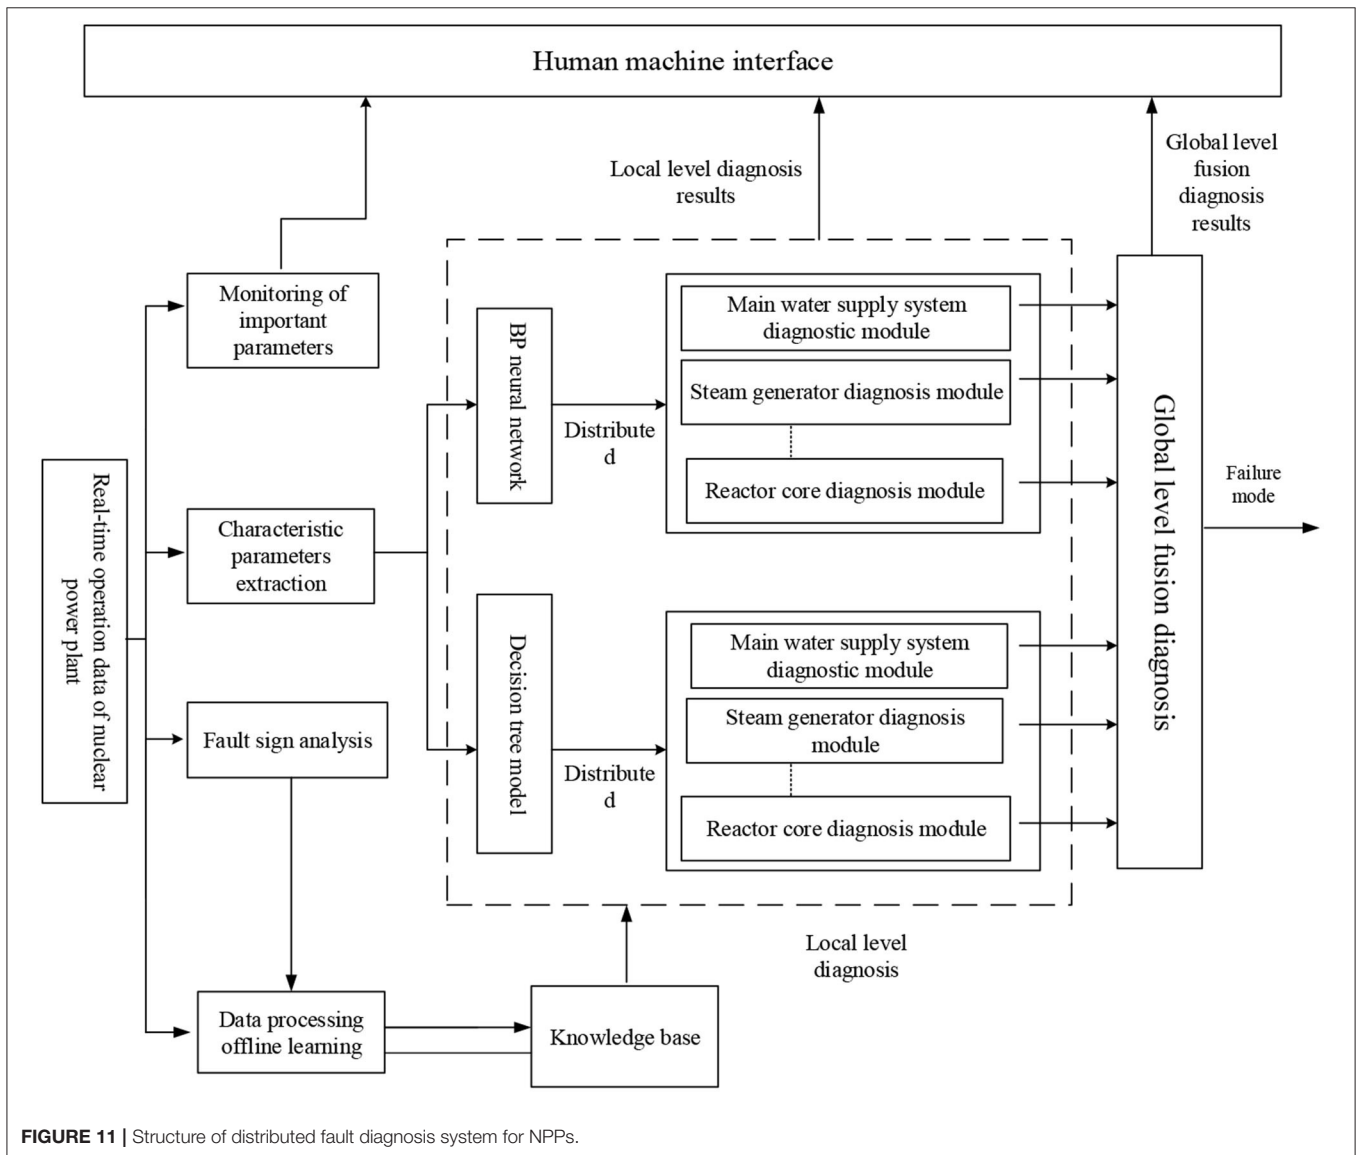 Human machine interface
Local level diagnosis
results
Global level
fusion
diagnosis
results
Monitoring of
important
parameters
Real-time operation data of nuclear
power plant
Characteristic
parameters
extraction
Fault sign analysis
Data processing
offline learning
Knowledge base
BP neural network
Distribute
d
Main water supply system
diagnostic module
Steam generator diagnosis module
Reactor core diagnosis module
Decision tree model
Distribute
d
Main water supply system
diagnostic module
Steam generator diagnosis
module
Reactor core diagnosis module
Local level
diagnosis
Global level fusion diagnosis
Failure
mode
FIGURE 11 | Structure of distributed fault diagnosis system for NPPs.